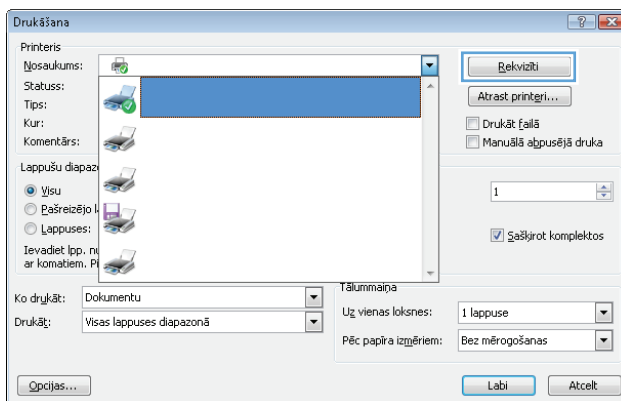 Drukāšana
Printeris
Nosaukums:
Rekvizīti
Statuss:
Tips:
Atrast printeri...
Kur:
Drukāt failā
Komentārs:
Manuālā abpusējā druka
Lappušu diapaz
Visu
1
Pašreizējo l
Lappuses:
Sašķirot komplektos
Ievadiet lpp. nu
ar komatiem. Pi
Tālummaiņa
Ko drukāt: Dokumentu
Uz vienas loksnes: 1 lappuse
Drukāt: Visas lappuses diapazonā
Pēc papīra izmēriem: Bez mērogošanas
Opcijas...
Labi
Atcelt